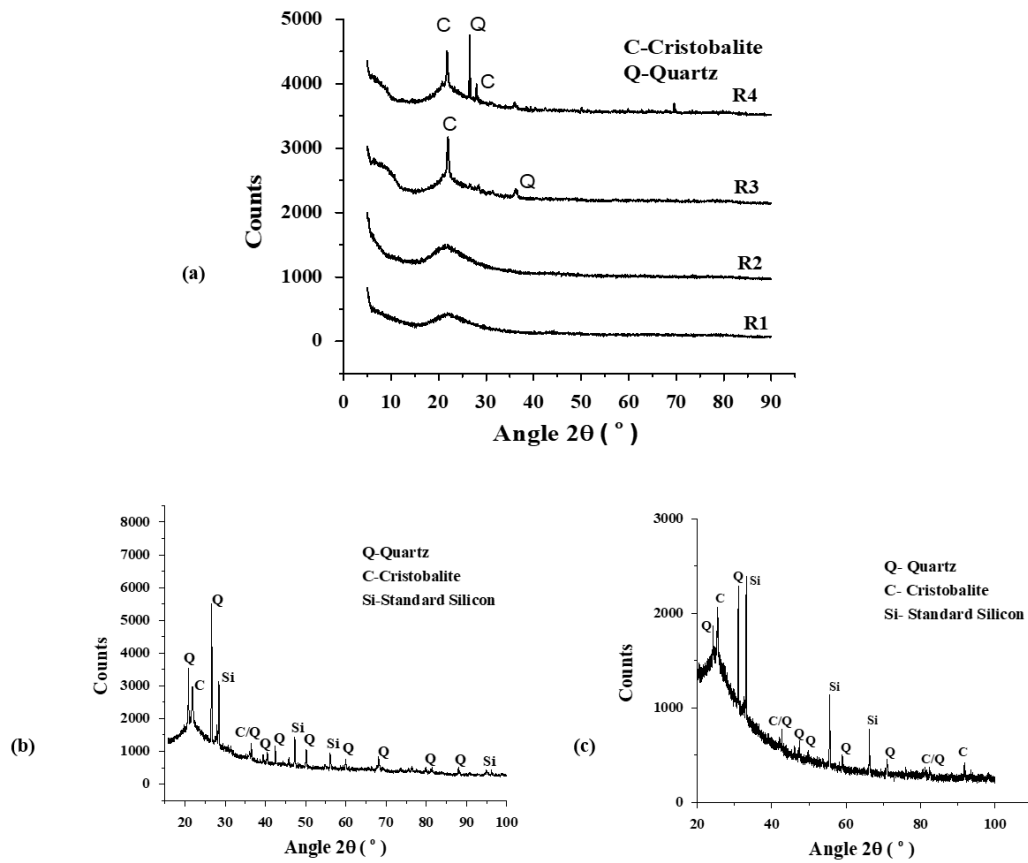 5000
4000
3000
2000
1000
0
Counts
C
Q
C
C-Cristobalite
Q-Quartz
R4
C
Q
R3
R2
R1
(a)
0 10 20 30 40 50 60 70 80 90
Angle 2θ ( ° )
8000
7000
6000
5000
4000
3000
2000
1000
0
Counts
Q-Quartz
C-Cristobalite
Si-Standard Silicon
Q
Q
C
Si
C/Q
Q
Q
Si
Q
Si
Q
Q
Q
Q
Si
(b)
20 30 40 50 60 70 80 90 100
Angle 2θ ( ° )
3000
2000
1000
0
Counts
Q- Quartz
C- Cristobalite
Si- Standard Silicon
Q
C
Q
Si
C/Q
Q
Q
Si
Q
Si
Q
C/Q
C
(c)
20 40 60 80 100
Angle 2θ ( ° )